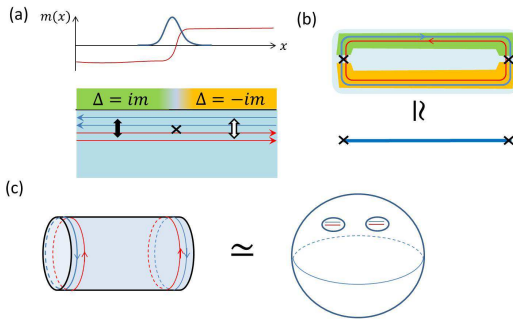 (a)
m(x)
x
Δ = im
Δ = −im
(b)
≃
(c)
≃